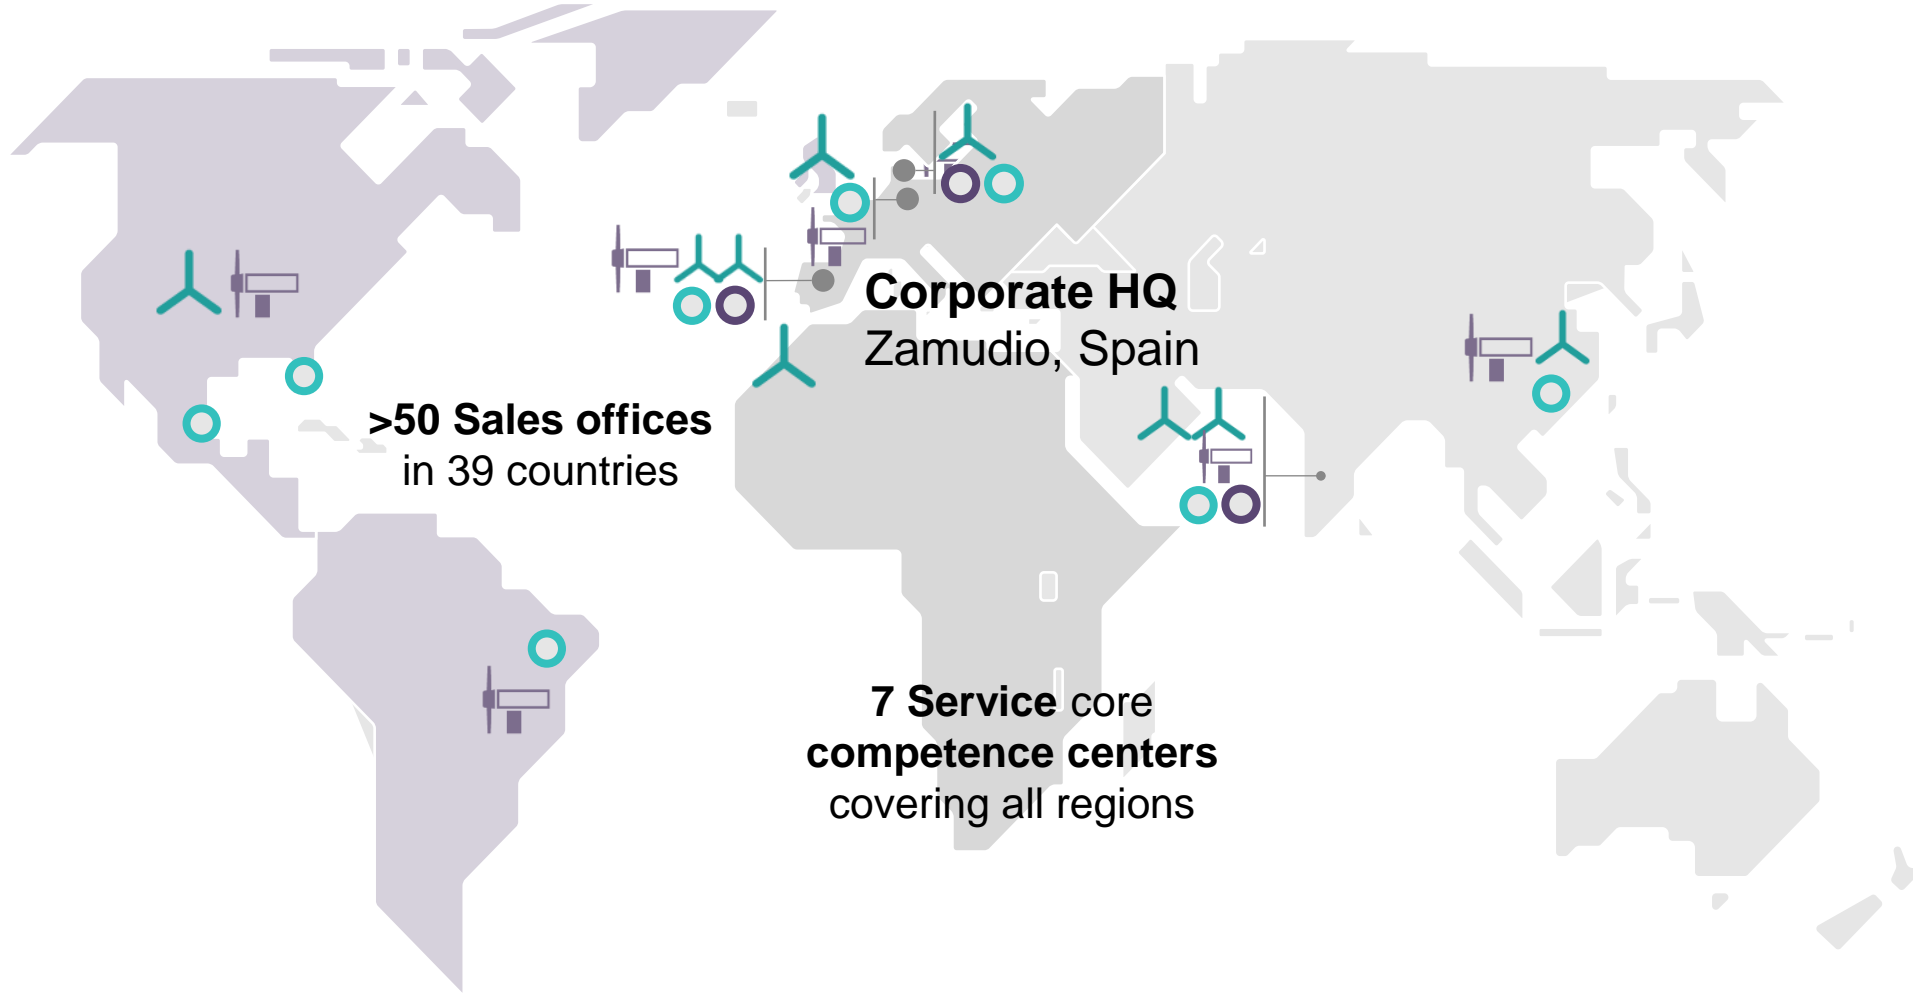 Corporate HQ
Zamudio, Spain
>50 Sales offices
in 39 countries
7 Service core
competence centers
covering all regions